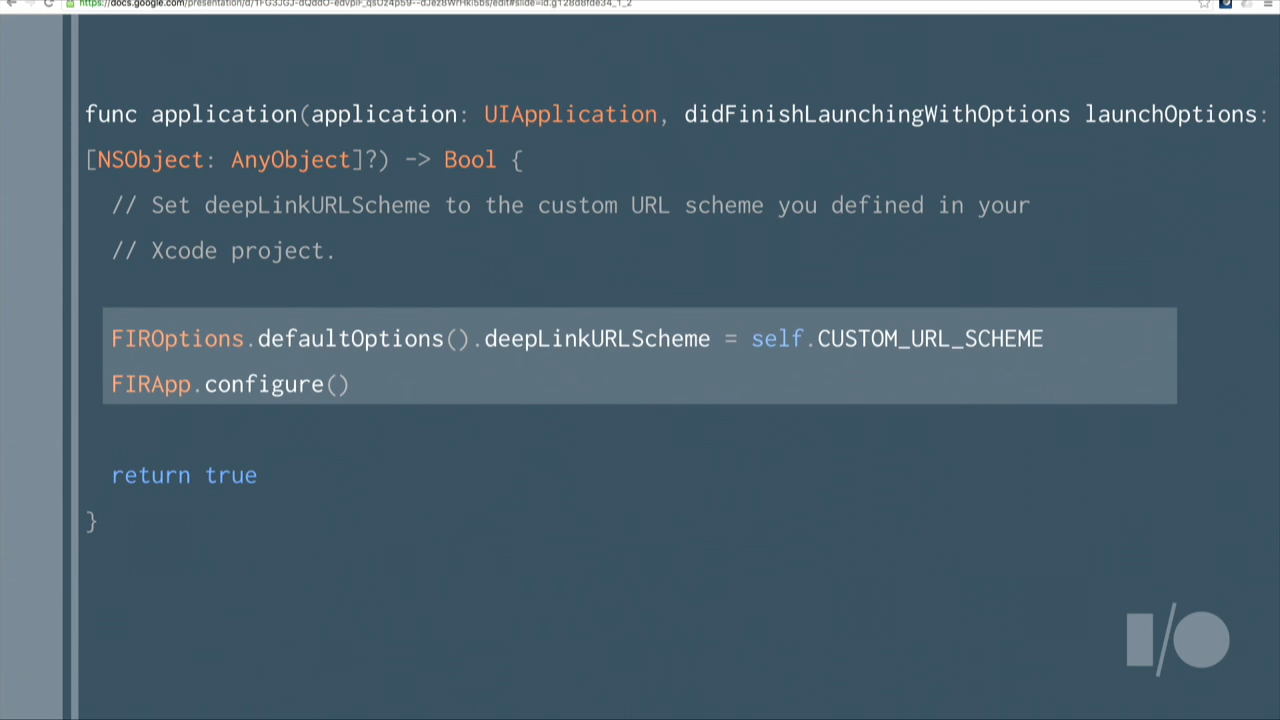 func application(application: UIApplication, didFinishLaunchingWithOptions launchOptions:
[NSObject: AnyObject]?) -> Bool {
// Set deepLinkURLScheme to the custom URL scheme you defined in your
// Xcode project.
FIROptions.defaultOptions().deepLinkURLScheme = self.CUSTOM_URL_SCHEME
FIRApp.configure()
return true
}
I/O